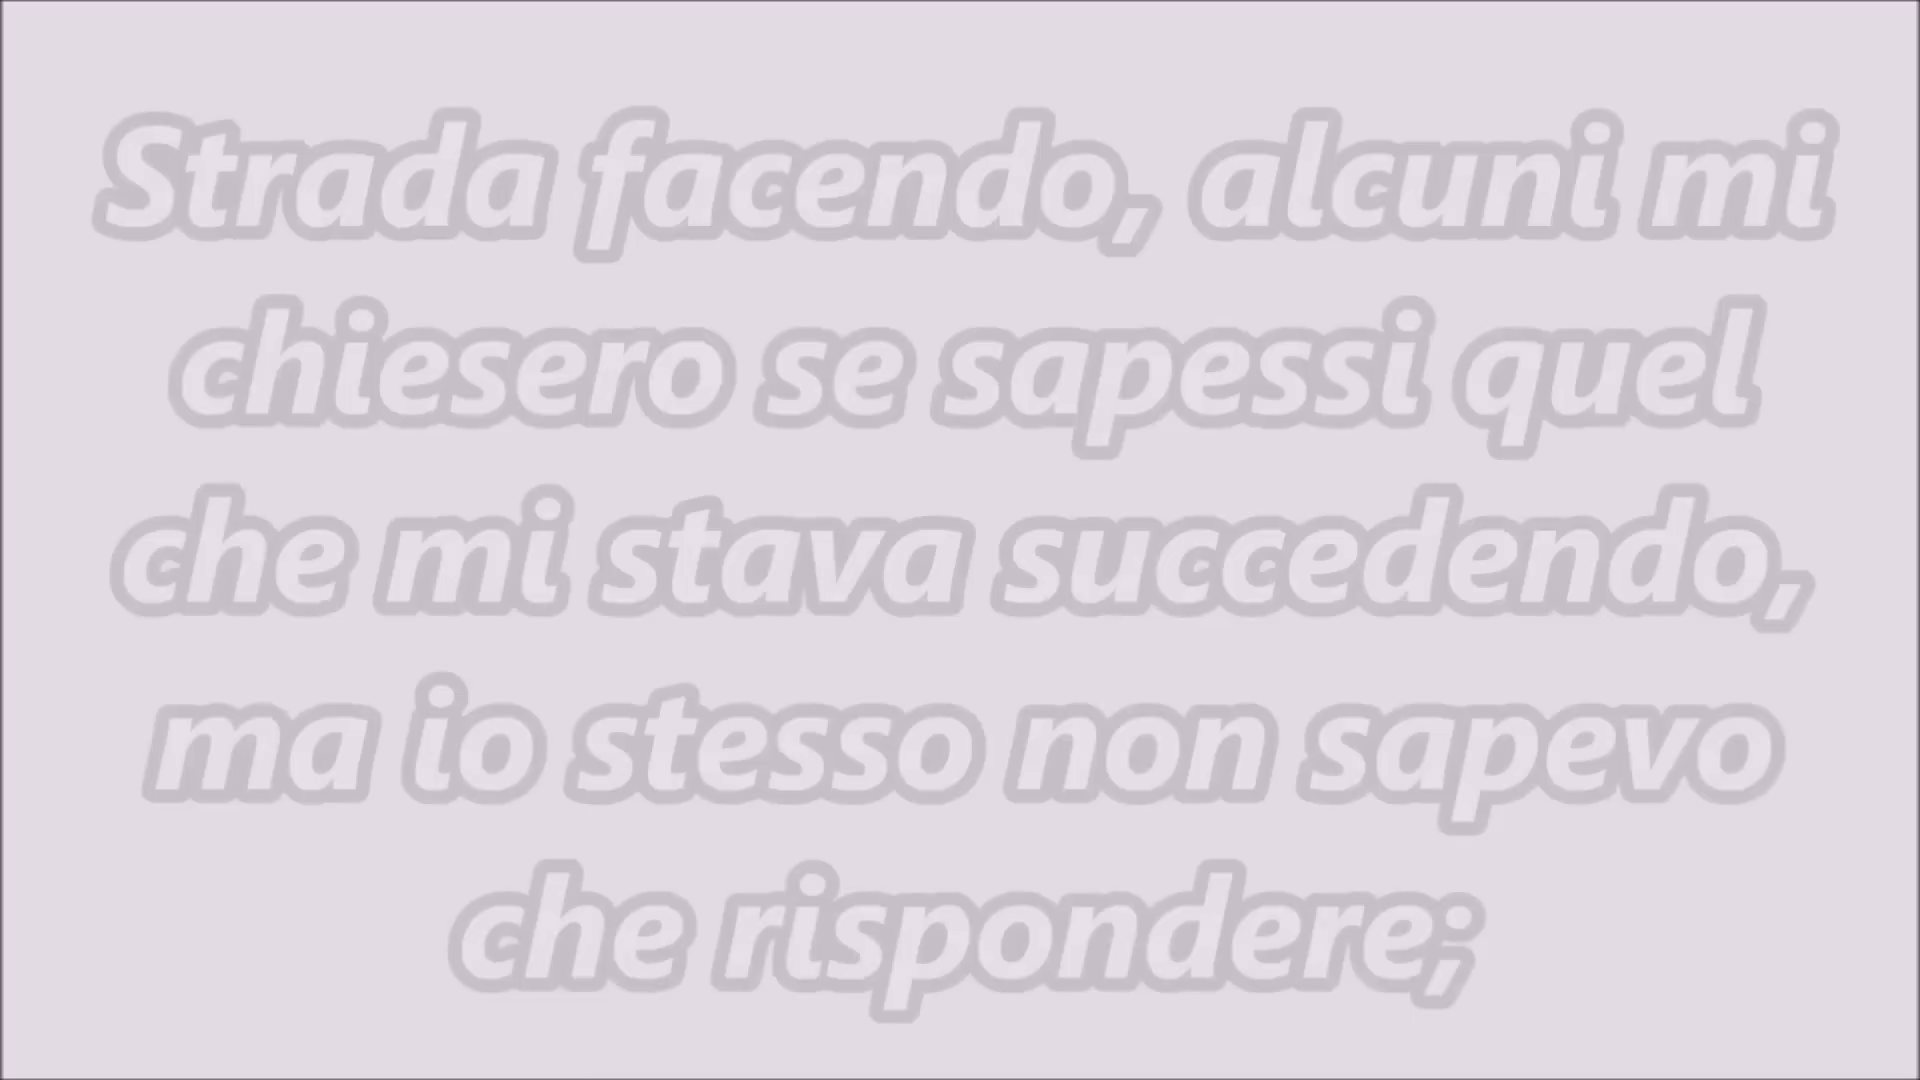 Strada facendo, alcuni mi
chiesero se sapessi quel
che mi stava succedendo,
ma io stesso non sapevo
che rispondere;